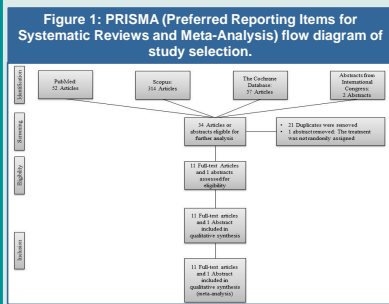 Figure 1: PRISMA (Preferred Reporting Items for
Systematic Reviews and Meta-Analysis) flow diagram of
study selection.
Identification
PubMed:
52 Articles
Scopus:
314 Articles
The Cochrane
Database:
37 Articles
Abstracts from
International
Congress:
2 Abstracts
Screening
34 Articles or
abstracts eligible for
further analysis
• 21 Duplicates were removed
• 1 abstract removed: The treatment
was not randomly assigned
Eligibility
11 Full-text Articles
and 1 abstracts
assessed for
eligibility
11 Full-text articles
and 1 Abstract
included in
qualitative synthesis
Inclusion
11 Full-text articles
and 1 Abstract
included in
qualitative synthesis
(meta-analysis)